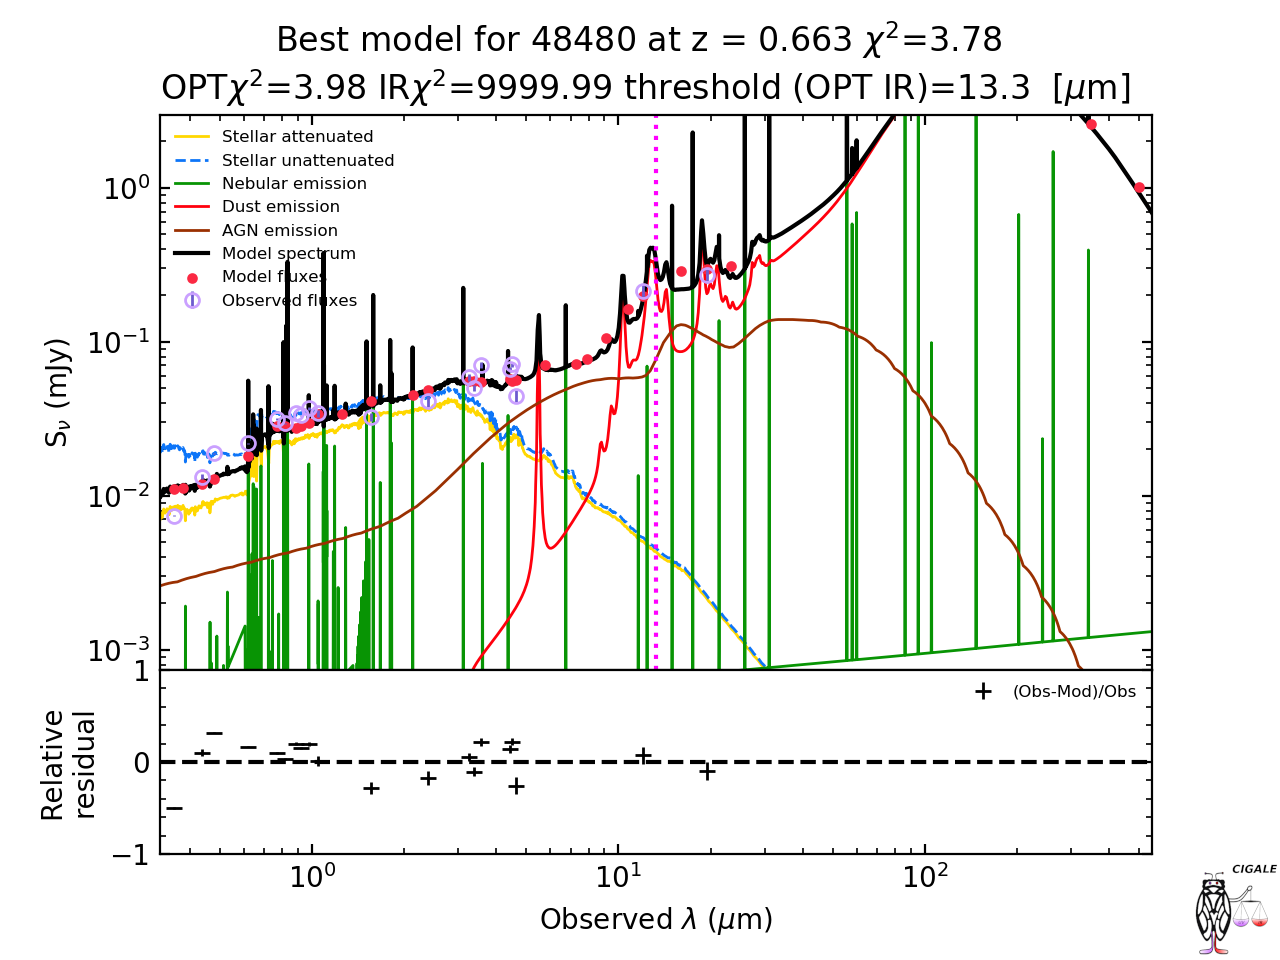 Best model for 48480 at z = 0.663 χ²=3.78
OPTχ²=3.98 IRχ²=9999.99 threshold (OPT IR)=13.3 [μm]
Stellar attenuated
Stellar unattenuated
Nebular emission
Dust emission
AGN emission
Model spectrum
Model fluxes
Observed fluxes
10⁰
10⁻¹
10⁻²
10⁻³
Sᵥ (mJy)
1
0
−1
Relative
residual
(Obs-Mod)/Obs
10⁰
10¹
10²
Observed λ (μm)
CIGALE